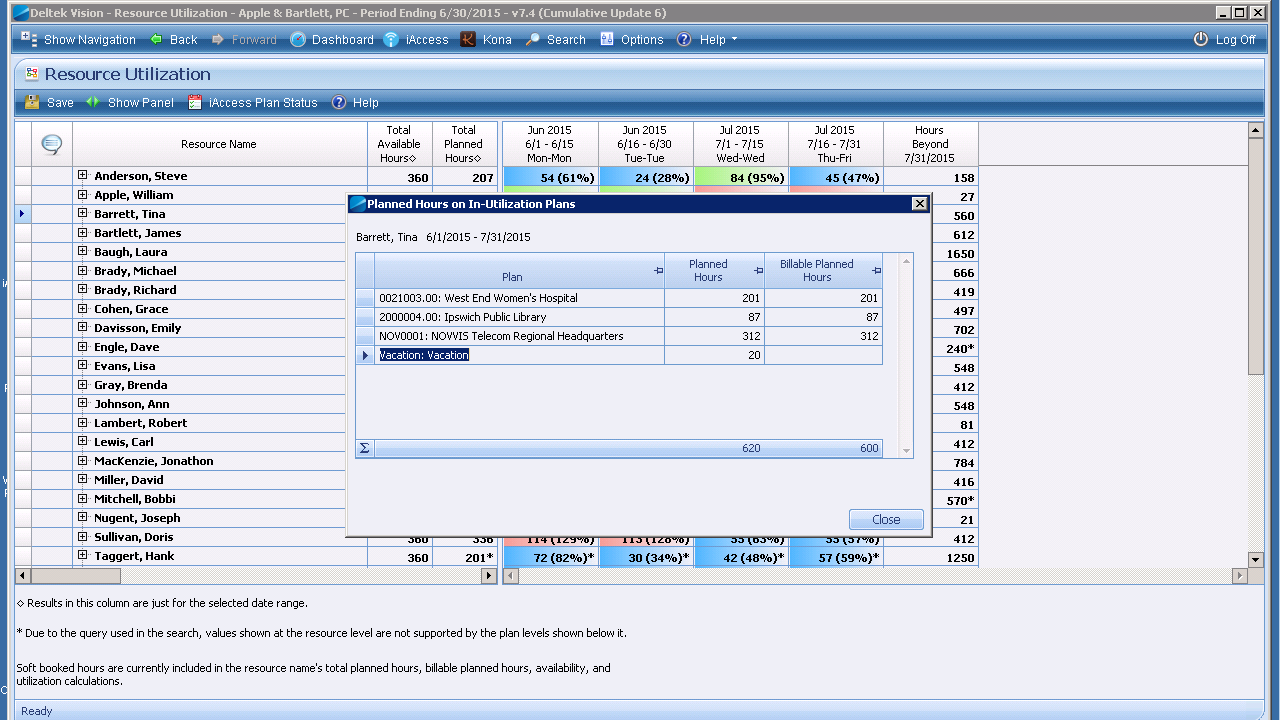 Deltek Vision - Resource Utilization - Apple & Bartlett, PC - Period Ending 6/30/2015 - v7.4 (Cumulative Update 6)
Show Navigation Back Forward Dashboard iAccess Kona Search Options Help Log Off
Resource Utilization
Save Show Panel iAccess Plan Status Help
Resource Name
Total Available Hours◇
Total Planned Hours◇
Jun 2015 6/1 - 6/15 Mon-Mon
Jun 2015 6/16 - 6/30 Tue-Tue
Jul 2015 7/1 - 7/15 Wed-Wed
Jul 2015 7/16 - 7/31 Thu-Fri
Hours Beyond 7/31/2015
Anderson, Steve 360 207 54 (61%) 24 (28%) 84 (95%) 45 (47%) 158
Apple, William 27
Barrett, Tina 560
Bartlett, James 612
Baugh, Laura 1650
Brady, Michael 666
Brady, Richard 419
Cohen, Grace 497
Davisson, Emily 702
Engle, Dave 240*
Evans, Lisa 548
Gray, Brenda 412
Johnson, Ann 548
Lambert, Robert 81
Lewis, Carl 412
MacKenzie, Jonathon 784
Miller, David 416
Mitchell, Bobbi 570*
Nugent, Joseph 21
Sullivan, Doris 412
Taggert, Hank 360 201* 72 (82%)* 30 (34%)* 42 (48%)* 57 (59%)* 1250
Planned Hours on In-Utilization Plans
Barrett, Tina 6/1/2015 - 7/31/2015
Plan
Planned Hours
Billable Planned Hours
0021003.00: West End Women's Hospital 201 201
2000004.00: Ipswich Public Library 87 87
NOV0001: NOVVIS Telecom Regional Headquarters 312 312
Vacation: Vacation 20
Σ 620 600
Close
◇ Results in this column are just for the selected date range.
* Due to the query used in the search, values shown at the resource level are not supported by the plan levels shown below it.
Soft booked hours are currently included in the resource name's total planned hours, billable planned hours, availability, and
utilization calculations.
Ready